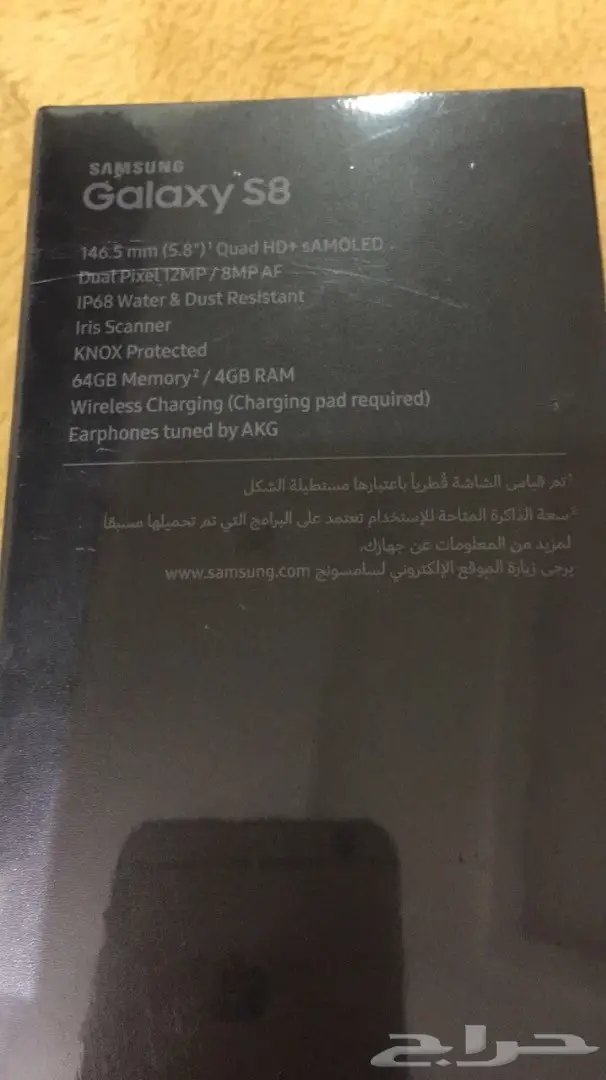 SAMSUNG
Galaxy S8
146.5 mm (5.8")¹ Quad HD+ sAMOLED
Dual Pixel 12MP / 8MP AF
IP68 Water & Dust Resistant
Iris Scanner
KNOX Protected
64GB Memory² / 4GB RAM
Wireless Charging (Charging pad required)
Earphones tuned by AKG
¹تم قياس الشاشة قُطرياً باعتبارها مستطيلة الشكل
²سعة الذاكرة المتاحة للإستخدام تعتمد على البرامج التي تم تحميلها مسبقاً
لمزيد من المعلومات عن جهازك،
يرجى زيارة الموقع الإلكتروني لسامسونج www.samsung.com
حراج